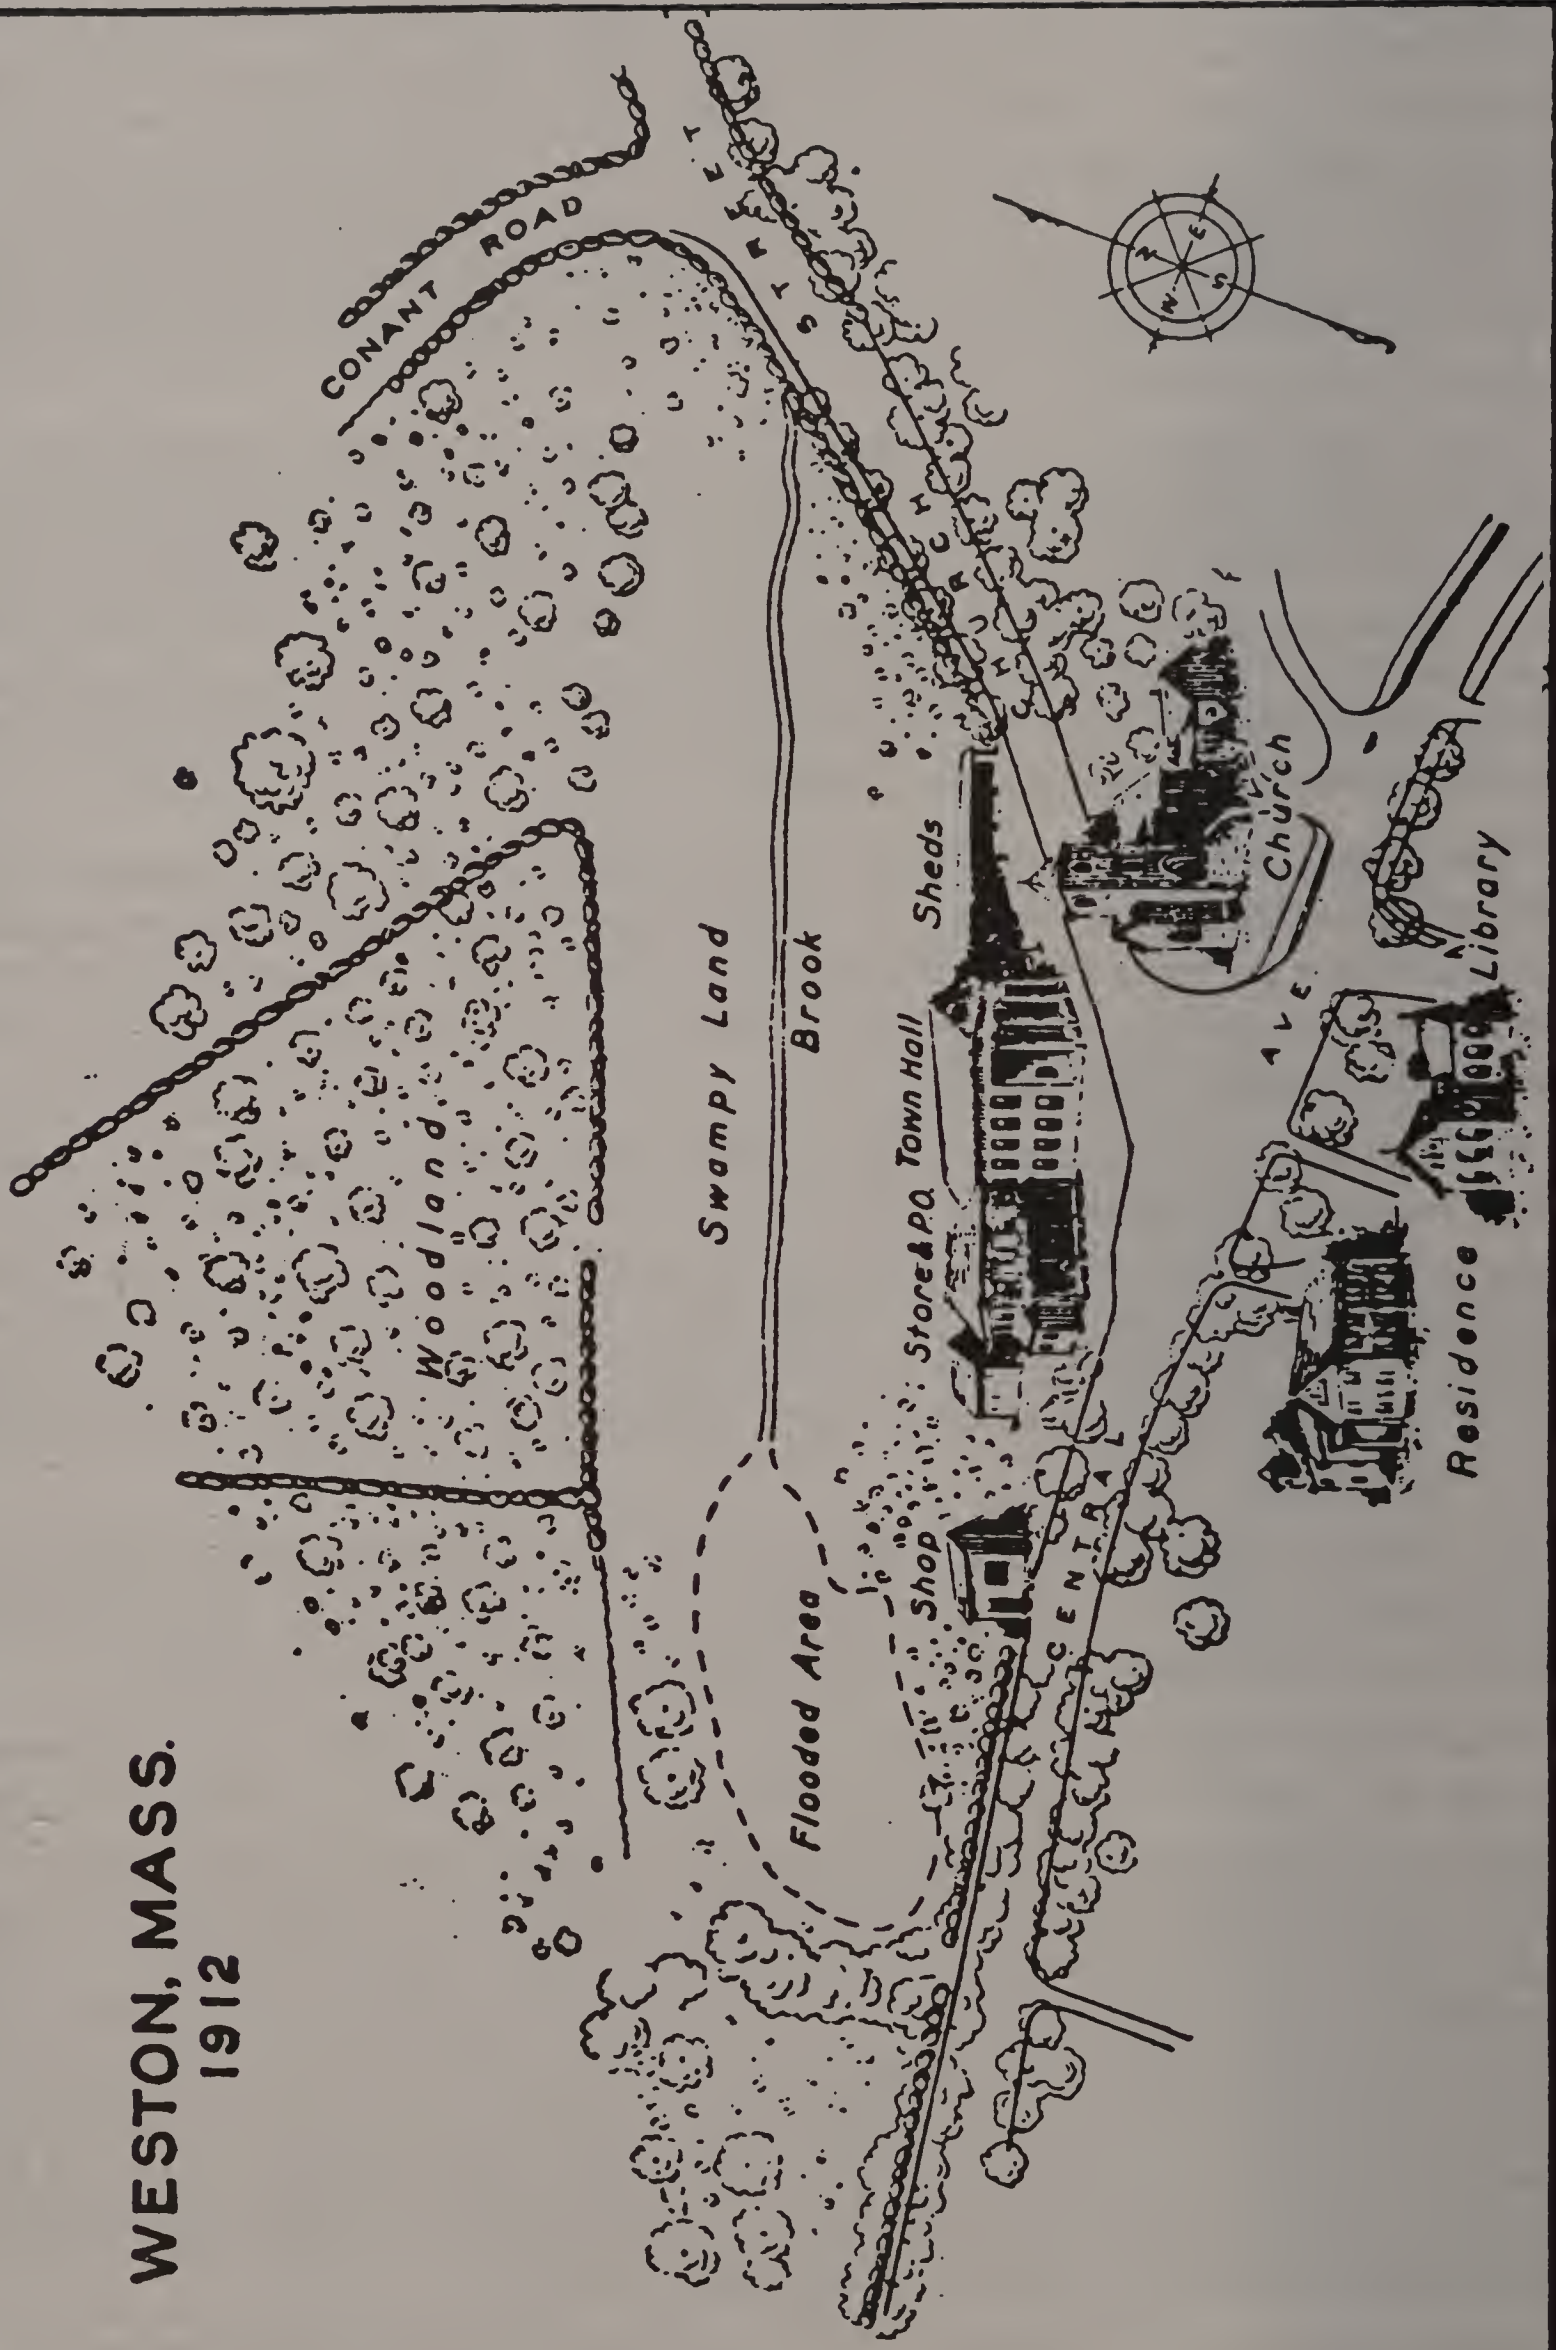 WESTON, MASS.
1912
CONANT ROAD
CHURCH STREET
Woodland
Swampy Land
Brook
Flooded Area
Sheds
Town Hall
Store & P.O.
Shop
CENTRAL AVE.
Church
Library
Residence
N
E
S